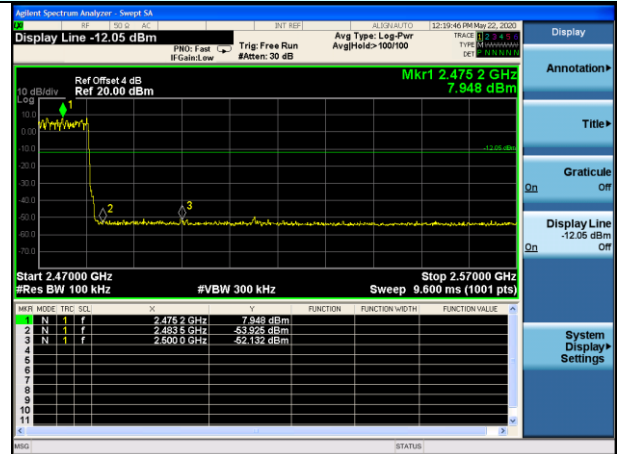 Agilent Spectrum Analyzer - Swept SA
RF 50 Ω AC INT REF ALIGNAUTO 12:19:46 PM May 22, 2020
Display Line -12.05 dBm
PNO: Fast Trig: Free Run Avg Type: Log-Pwr TRACE 1 2 3 4 5 6
IFGain:Low #Atten: 30 dB Avg|Hold:>100/100 TYPE M
DET P N N N N N
Display
Mkr1 2.475 2 GHz
7.948 dBm
Ref Offset 4 dB
10 dB/div Ref 20.00 dBm
Log
10.0
0.00
-10.0
-20.0
-30.0
-40.0
-50.0
-60.0
-70.0
1
-12.05 dBm
2
3
Start 2.47000 GHz Stop 2.57000 GHz
#Res BW 100 kHz #VBW 300 kHz Sweep 9.600 ms (1001 pts)
MKR MODE TRC SCL X Y FUNCTION FUNCTION WIDTH FUNCTION VALUE
1 N 1 f 2.475 2 GHz 7.948 dBm
2 N 1 f 2.483 5 GHz -53.925 dBm
3 N 1 f 2.500 0 GHz -52.132 dBm
4
5
6
7
8
9
10
11
MSG STATUS
Annotation
Title
Graticule
On Off
Display Line
-12.05 dBm
On Off
System
Display
Settings